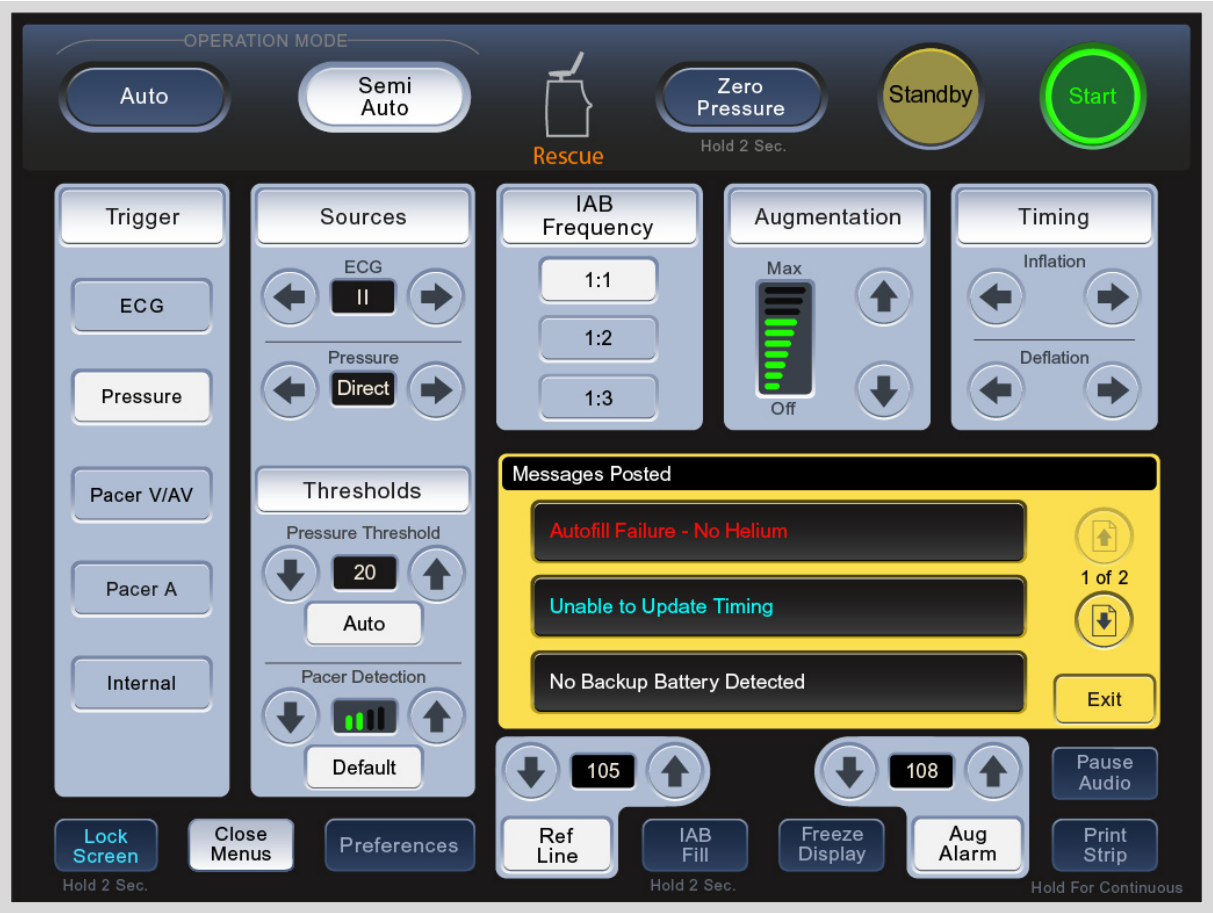 OPERATION MODE
Auto
Semi
Auto
Rescue
Zero
Pressure
Hold 2 Sec.
Standby
Start
Trigger
ECG
Pressure
Pacer V/AV
Pacer A
Internal
Sources
ECG
II
Pressure
Direct
Thresholds
Pressure Threshold
20
Auto
Pacer Detection
Default
IAB
Frequency
1:1
1:2
1:3
Augmentation
Max
Off
Timing
Inflation
Deflation
Messages Posted
Autofill Failure - No Helium
Unable to Update Timing
No Backup Battery Detected
1 of 2
Exit
105
108
Pause
Audio
Lock
Screen
Hold 2 Sec.
Close
Menus
Preferences
Ref
Line
IAB
Fill
Hold 2 Sec.
Freeze
Display
Aug
Alarm
Print
Strip
Hold For Continuous